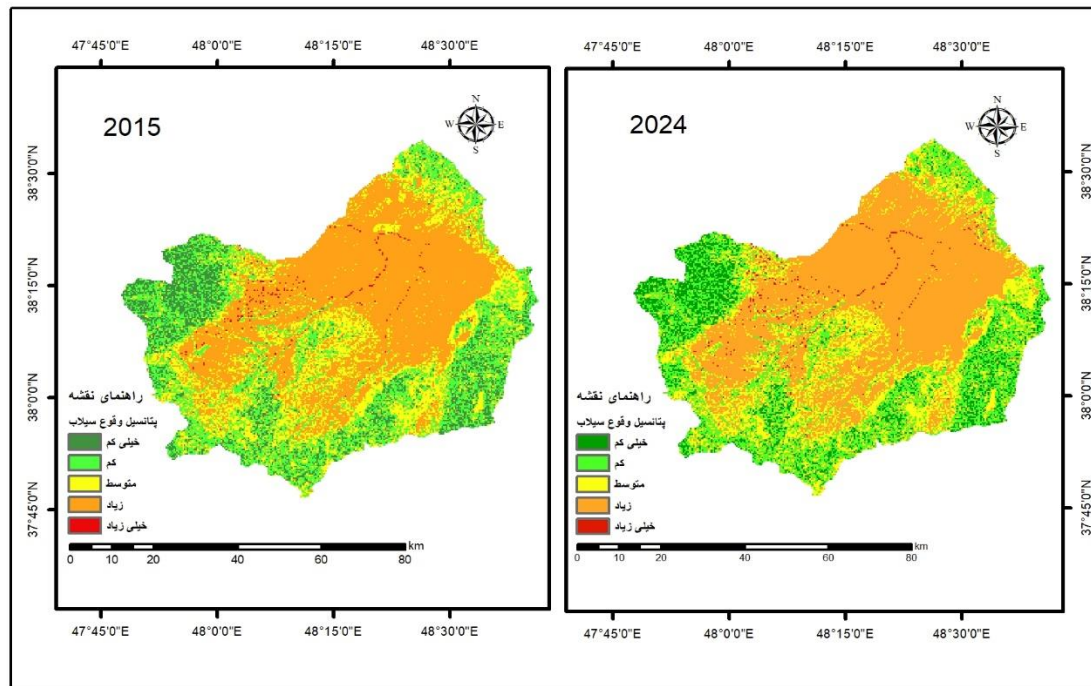 47°45'0"E 48°0'0"E 48°15'0"E 48°30'0"E
47°45'0"E 48°0'0"E 48°15'0"E 48°30'0"E
2015
N
W E
S
راهنمای نقشه
پتانسیل وقوع سیلاب
خیلی کم
کم
متوسط
زیاد
خیلی زیاد
km
0 10 20 40 60 80
38°30'0"N
38°15'0"N
38°0'0"N
37°45'0"N
47°45'0"E 48°0'0"E 48°15'0"E 48°30'0"E
2024
N
W E
S
راهنمای نقشه
پتانسیل وقوع سیلاب
خیلی کم
کم
متوسط
زیاد
خیلی زیاد
km
0 10 20 40 60 80
38°30'0"N
38°15'0"N
38°0'0"N
37°45'0"N
47°45'0"E 48°0'0"E 48°15'0"E 48°30'0"E